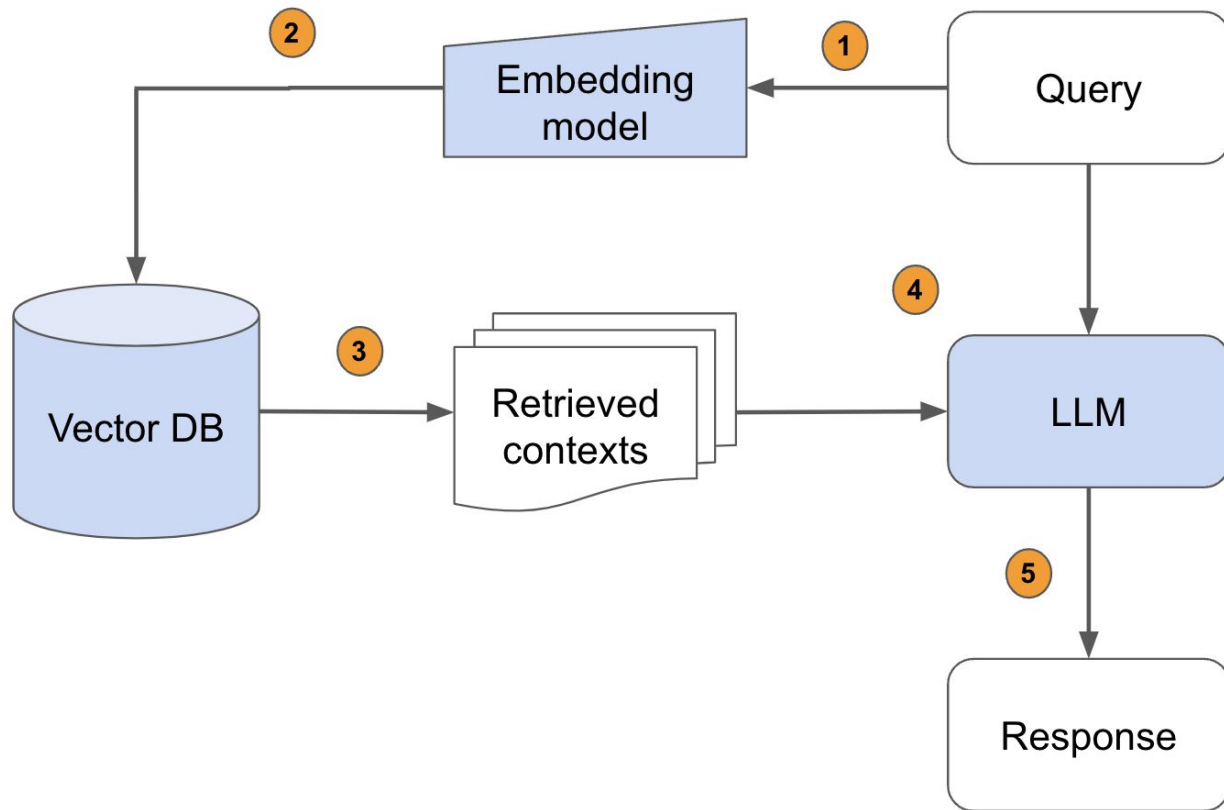 2
1
Embedding
model
Query
4
3
Vector DB
Retrieved
contexts
LLM
5
Response